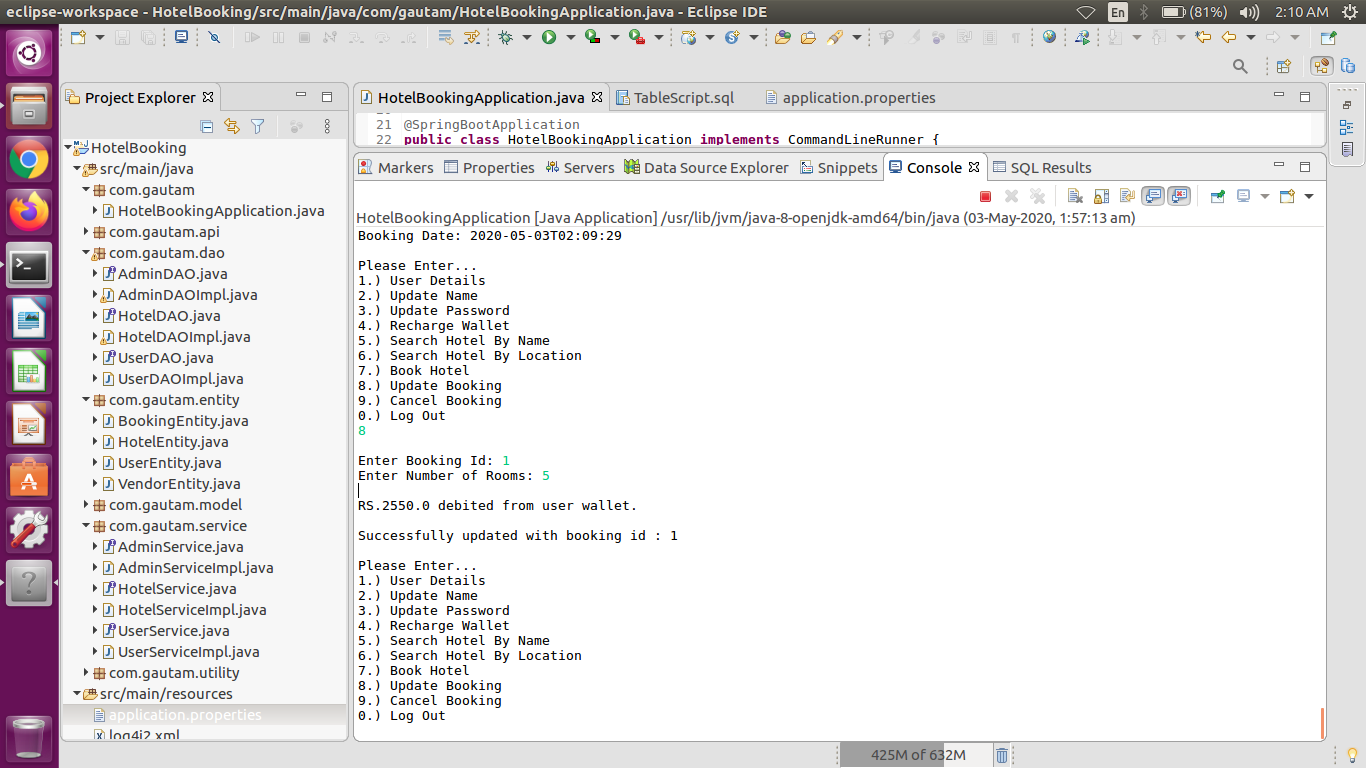 eclipse-workspace - HotelBooking/src/main/java/com/gautam/HotelBookingApplication.java - Eclipse IDE
En (81%) 2:10 AM
Project Explorer
HotelBooking
src/main/java
com.gautam
HotelBookingApplication.java
com.gautam.api
com.gautam.dao
AdminDAO.java
AdminDAOImpl.java
HotelDAO.java
HotelDAOImpl.java
UserDAO.java
UserDAOImpl.java
com.gautam.entity
BookingEntity.java
HotelEntity.java
UserEntity.java
VendorEntity.java
com.gautam.model
com.gautam.service
AdminService.java
AdminServiceImpl.java
HotelService.java
HotelServiceImpl.java
UserService.java
UserServiceImpl.java
com.gautam.utility
src/main/resources
application.properties
log4j2.xml
HotelBookingApplication.java TableScript.sql application.properties
21 @SpringBootApplication
22 public class HotelBookingApplication implements CommandLineRunner {
Markers Properties Servers Data Source Explorer Snippets Console SQL Results
HotelBookingApplication [Java Application] /usr/lib/jvm/java-8-openjdk-amd64/bin/java (03-May-2020, 1:57:13 am)
Booking Date: 2020-05-03T02:09:29
Please Enter...
1.) User Details
2.) Update Name
3.) Update Password
4.) Recharge Wallet
5.) Search Hotel By Name
6.) Search Hotel By Location
7.) Book Hotel
8.) Update Booking
9.) Cancel Booking
0.) Log Out
8
Enter Booking Id: 1
Enter Number of Rooms: 5
RS.2550.0 debited from user wallet.
Successfully updated with booking id : 1
Please Enter...
1.) User Details
2.) Update Name
3.) Update Password
4.) Recharge Wallet
5.) Search Hotel By Name
6.) Search Hotel By Location
7.) Book Hotel
8.) Update Booking
9.) Cancel Booking
0.) Log Out
425M of 632M